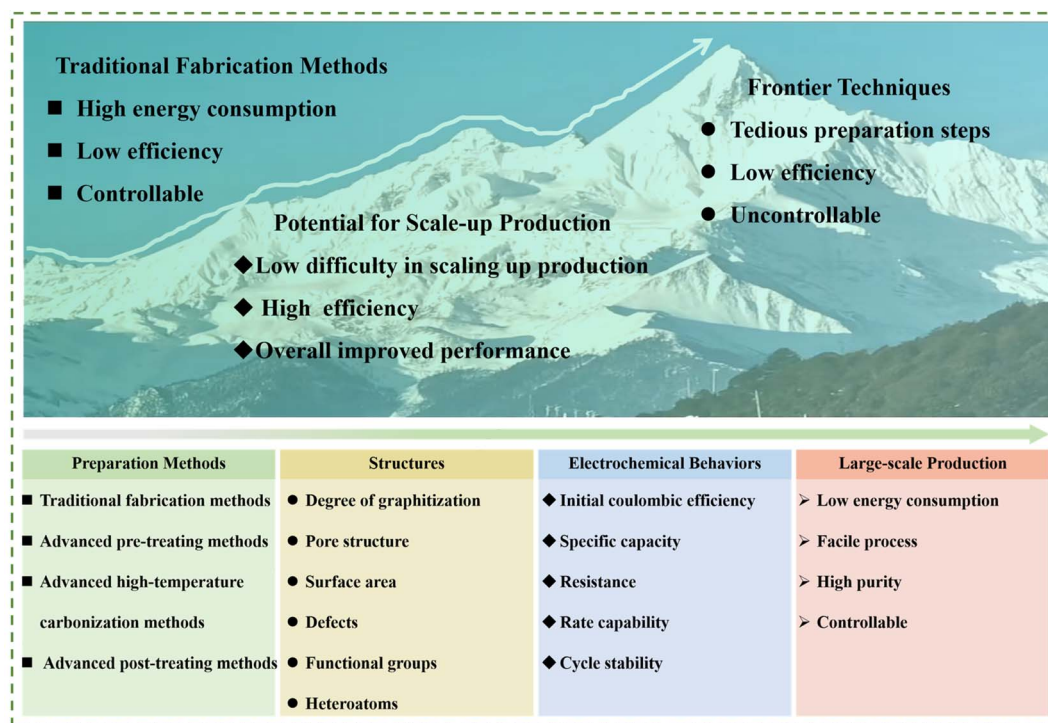 Traditional Fabrication Methods
■ High energy consumption
■ Low efficiency
■ Controllable
Frontier Techniques
● Tedious preparation steps
● Low efficiency
● Uncontrollable
Potential for Scale-up Production
◆Low difficulty in scaling up production
◆ High efficiency
◆Overall improved performance
Preparation Methods
■ Traditional fabrication methods
■ Advanced pre-treating methods
■ Advanced high-temperature
carbonization methods
■ Advanced post-treating methods
Structures
● Degree of graphitization
● Pore structure
● Surface area
● Defects
● Functional groups
● Heteroatoms
Electrochemical Behaviors
◆ Initial coulombic efficiency
◆ Specific capacity
◆ Resistance
◆ Rate capability
◆ Cycle stability
Large-scale Production
➢ Low energy consumption
➢ Facile process
➢ High purity
➢ Controllable